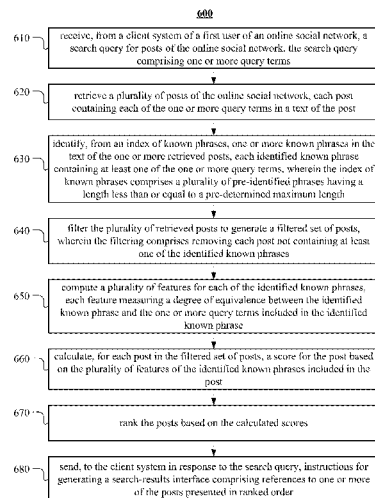 600
610
receive, from a client system of a first user of an online social network, a
search query for posts of the online social network, the search query
comprising one or more query terms
620
retrieve a plurality of posts of the online social network, each post
containing each of the one or more query terms in a text of the post
630
identify, from an index of known phrases, one or more known phrases in the
text of the one or more retrieved posts, each identified known phrase
containing at least one of the one or more query terms, wherein the index of
known phrases comprises a plurality of pre-identified phrases having a
length less than or equal to a pre-determined maximum length
640
filter the plurality of retrieved posts to generate a filtered set of posts,
wherein the filtering comprises removing each post not containing at least
one of the identified known phrases
650
compute a plurality of features for each of the identified known phrases,
each feature measuring a degree of equivalence between the identified
known phrase and the one or more query terms included in the identified
known phrase
660
calculate, for each post in the filtered set of posts, a score for the post based
on the plurality of features of the identified known phrases included in the
post
670
rank the posts based on the calculated scores
680
send, to the client system in response to the search query, instructions for
generating a search-results interface comprising references to one or more
of the posts presented in ranked order